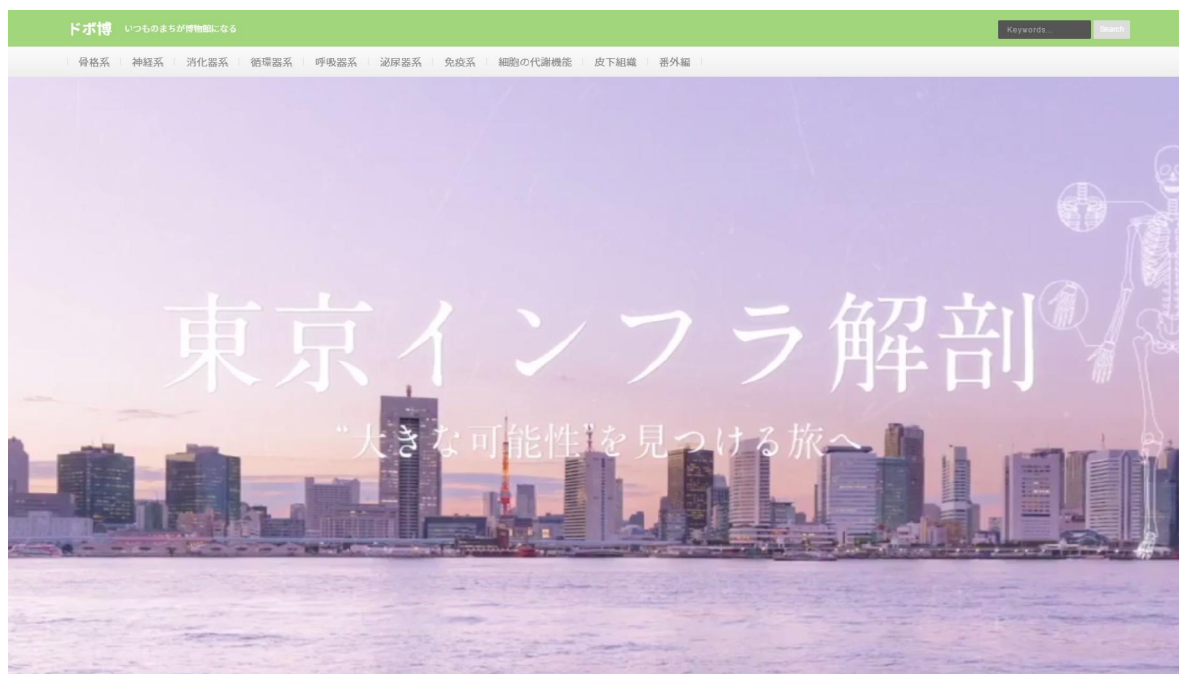 ドボ博 いつものまちが博物館になる
Keywords... Search
骨格系 神経系 消化器系 循環器系 呼吸器系 泌尿器系 免疫系 細胞の代謝機能 皮下組織 番外編
東京インフラ解剖
“大きな可能性”を見つける旅へ